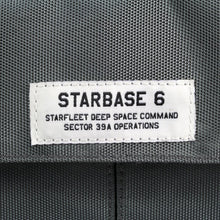 STARBASE 6
STARFLEET DEEP SPACE COMMAND
SECTOR 39A OPERATIONS